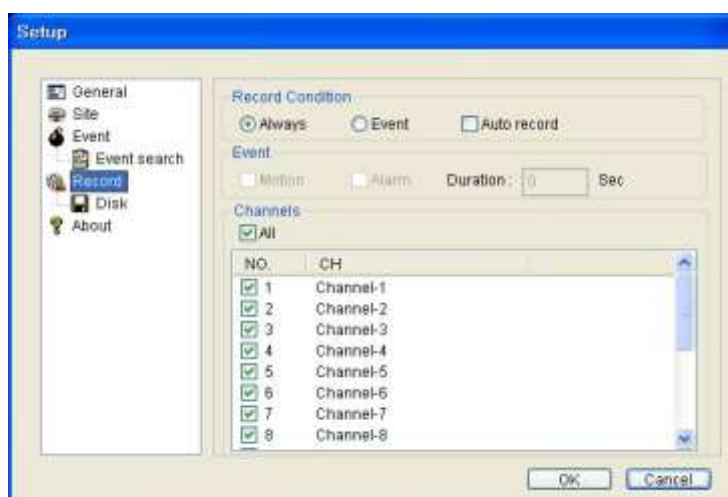 Setup
General
Site
Event
Event search
Record
Disk
About
Record Condition
Always Event Auto record
Event
Motion Alarm Duration : 0 Sec
Channels
All
NO. CH
1 Channel-1
2 Channel-2
3 Channel-3
4 Channel-4
5 Channel-5
6 Channel-6
7 Channel-7
8 Channel-8
OK Cancel